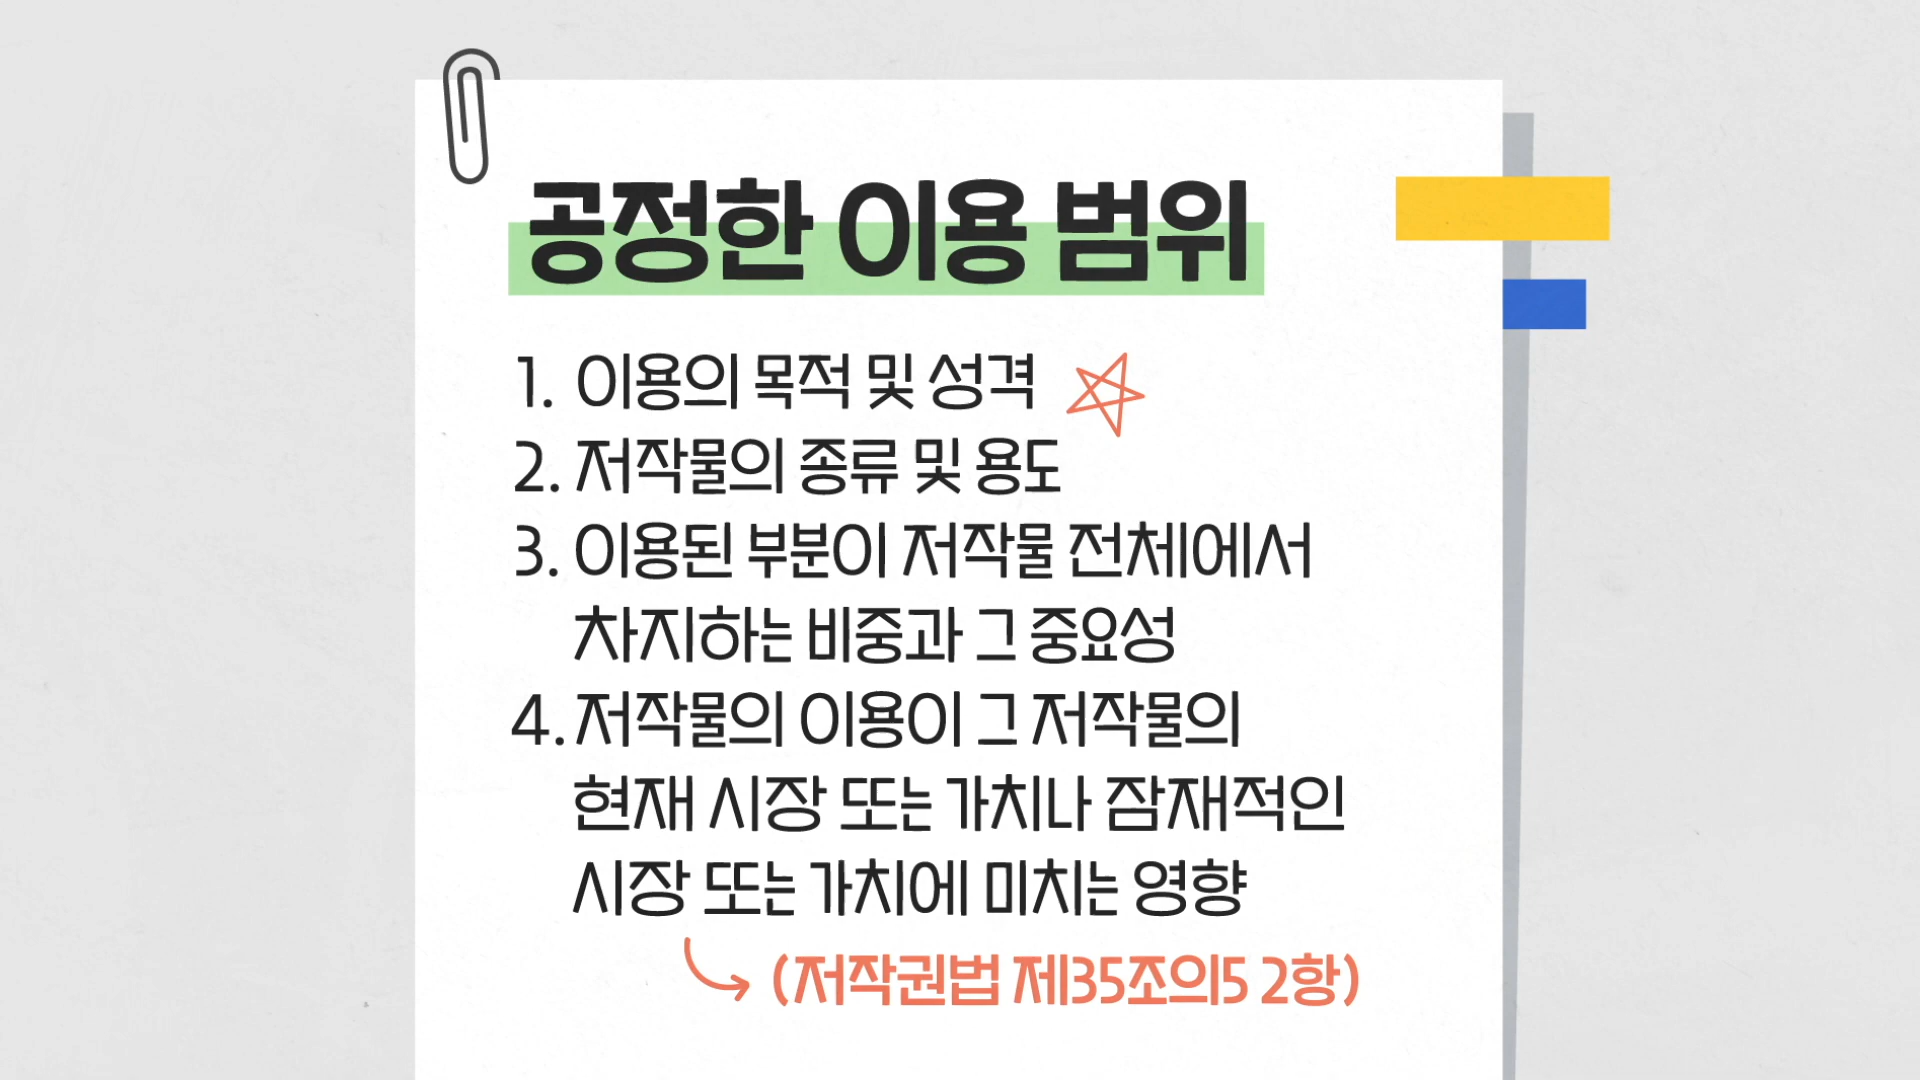 공정한 이용 범위
1. 이용의 목적 및 성격
2. 저작물의 종류 및 용도
3. 이용된 부분이 저작물 전체에서
차지하는 비중과 그 중요성
4. 저작물의 이용이 그 저작물의
현재 시장 또는 가치나 잠재적인
시장 또는 가치에 미치는 영향
(저작권법 제35조의5 2항)